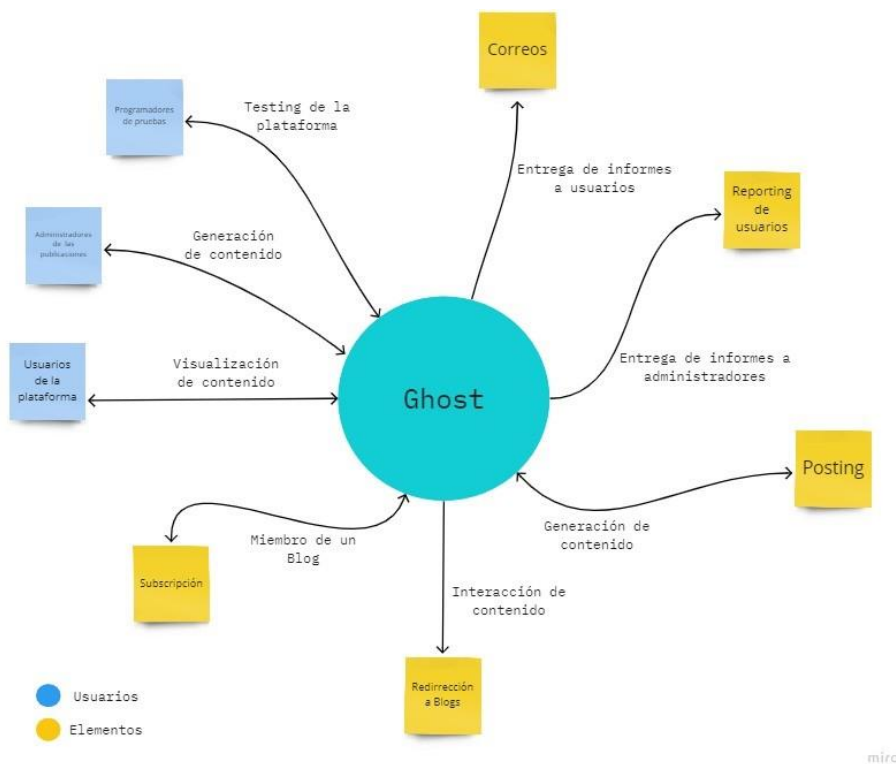 Correos
Programadores
de pruebas
Testing de la
plataforma
Entrega de informes
a usuarios
Reporting
de
usuarios
Administradores
de las
publicaciones
Generación
de contenido
Usuarios
de la
plataforma
Visualización
de contenido
Ghost
Entrega de informes a
administradores
Posting
Generación de
contenido
Miembro de un
Blog
Subscripción
Interacción de
contenido
Redirrección
a Blogs
Usuarios
Elementos
miro